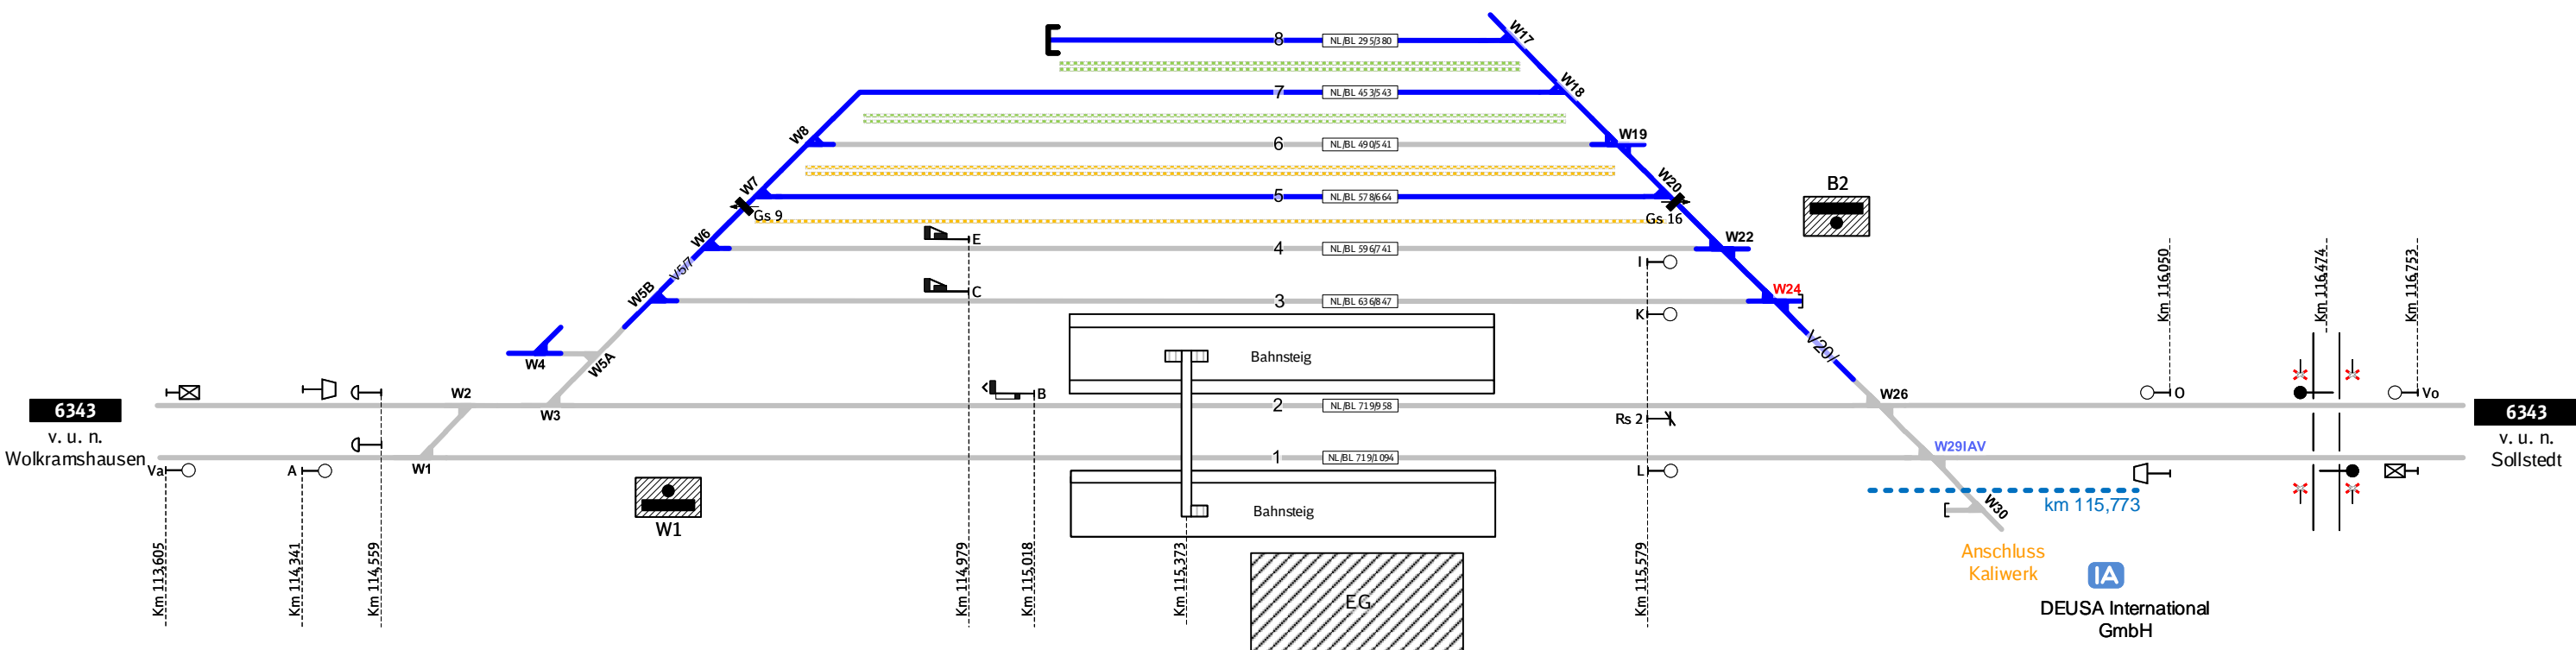 W17
8 NL/BL 295/380
W18
7 NL/BL 453/543
W8
6 NL/BL 490/541
W19
W7
5 NL/BL 578/664
W20
B2
Gs 9
Gs 16
W6
E
4 NL/BL 596/741
W22
V5/7
I
W5B
C
3 NL/BL 636/847
W24
K
Km 116,050
Km 116,474
Km 116,753
V20/
Bahnsteig
W4
W5A
W2
B
W26
O
Vo
6343
v. u. n.
Wolkramshausen
W3
2 NL/BL 719/958
Rs 2
6343
v. u. n.
Sollstedt
W29IAV
1 NL/BL 719/1094
Va
A
W1
L
W1
Bahnsteig
km 115,773
W30
Km 113,605
Km 114,341
Km 114,559
Km 114,979
Km 115,018
Km 115,373
Km 115,579
Anschluss
Kaliwerk
IA
EG
DEUSA International
GmbH